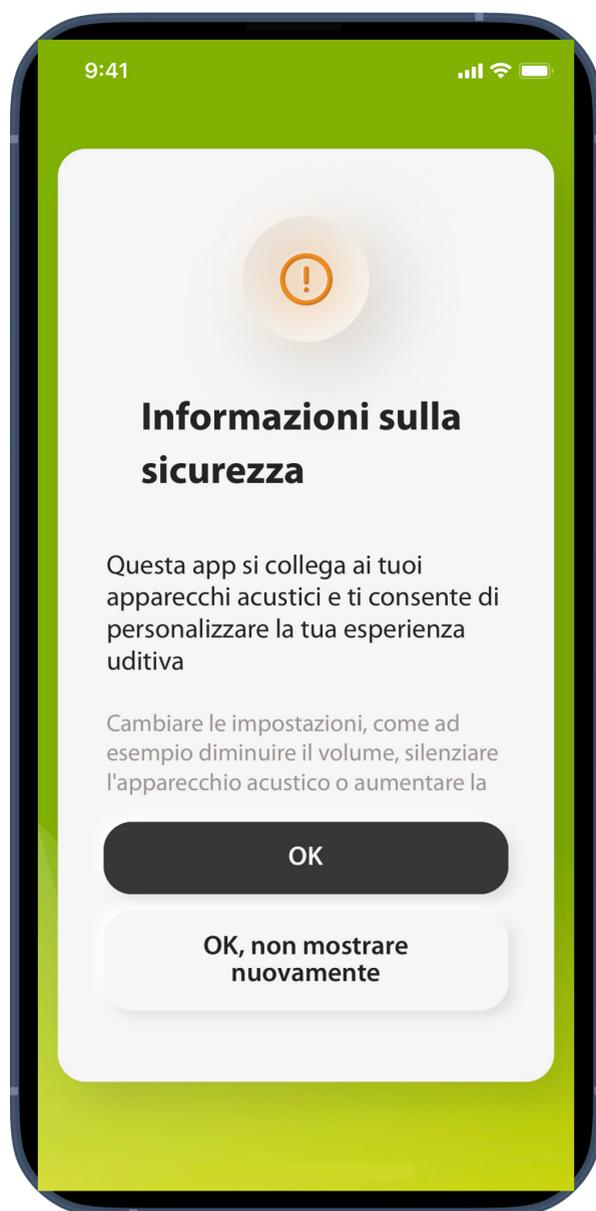 9:41
Informazioni sulla
sicurezza
Questa app si collega ai tuoi
apparecchi acustici e ti consente di
personalizzare la tua esperienza
uditiva
Cambiare le impostazioni, come ad
esempio diminuire il volume, silenziare
l'apparecchio acustico o aumentare la
OK
OK, non mostrare
nuovamente